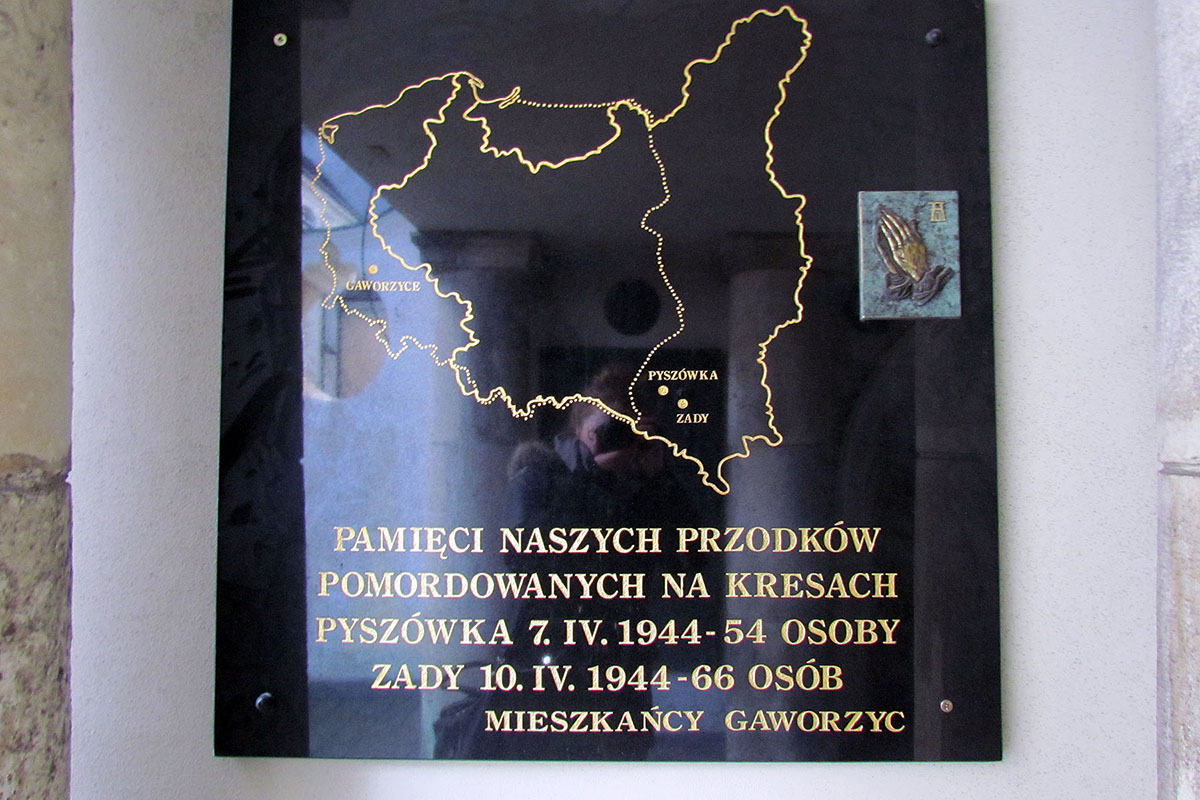 GAWORZYCE
PYSZÓWKA
ZADY
PAMIĘCI NASZYCH PRZODKÓW
POMORDOWANYCH NA KRESACH
PYSZÓWKA 7. IV. 1944-54 OSOBY
ZADY 10. IV. 1944-66 OSÓB
MIESZKAŃCY GAWORZYC